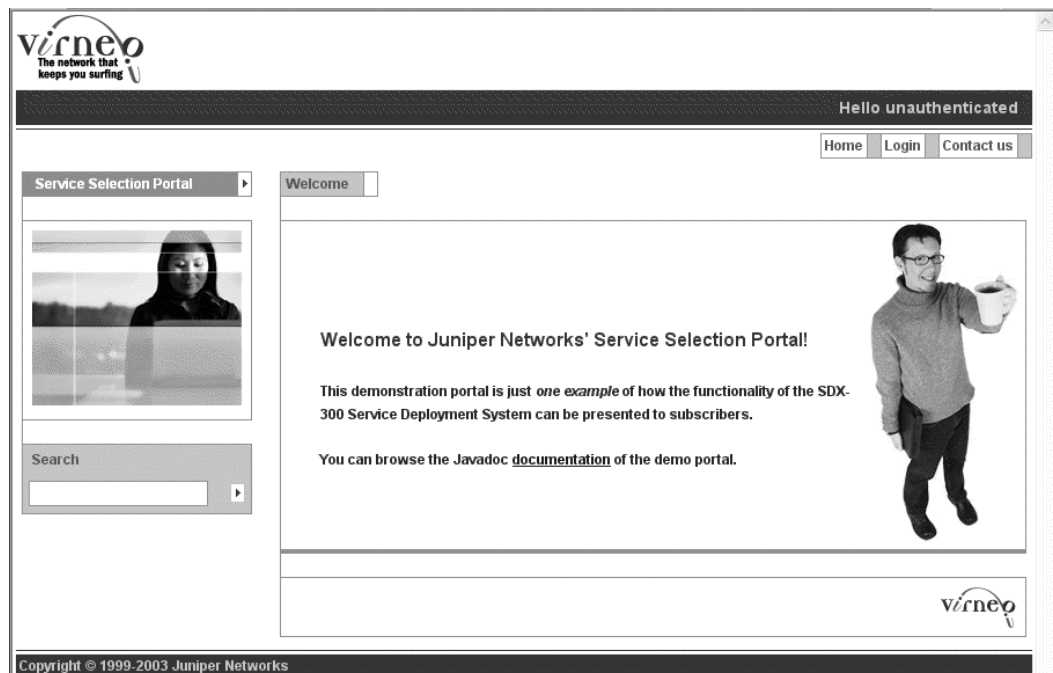 virneo
The network that
keeps you surfing
Hello unauthenticated
Home Login Contact us
Service Selection Portal
Welcome
Welcome to Juniper Networks' Service Selection Portal!
This demonstration portal is just one example of how the functionality of the SDX-
300 Service Deployment System can be presented to subscribers.
You can browse the Javadoc documentation of the demo portal.
Search
virneo
Copyright © 1999-2003 Juniper Networks